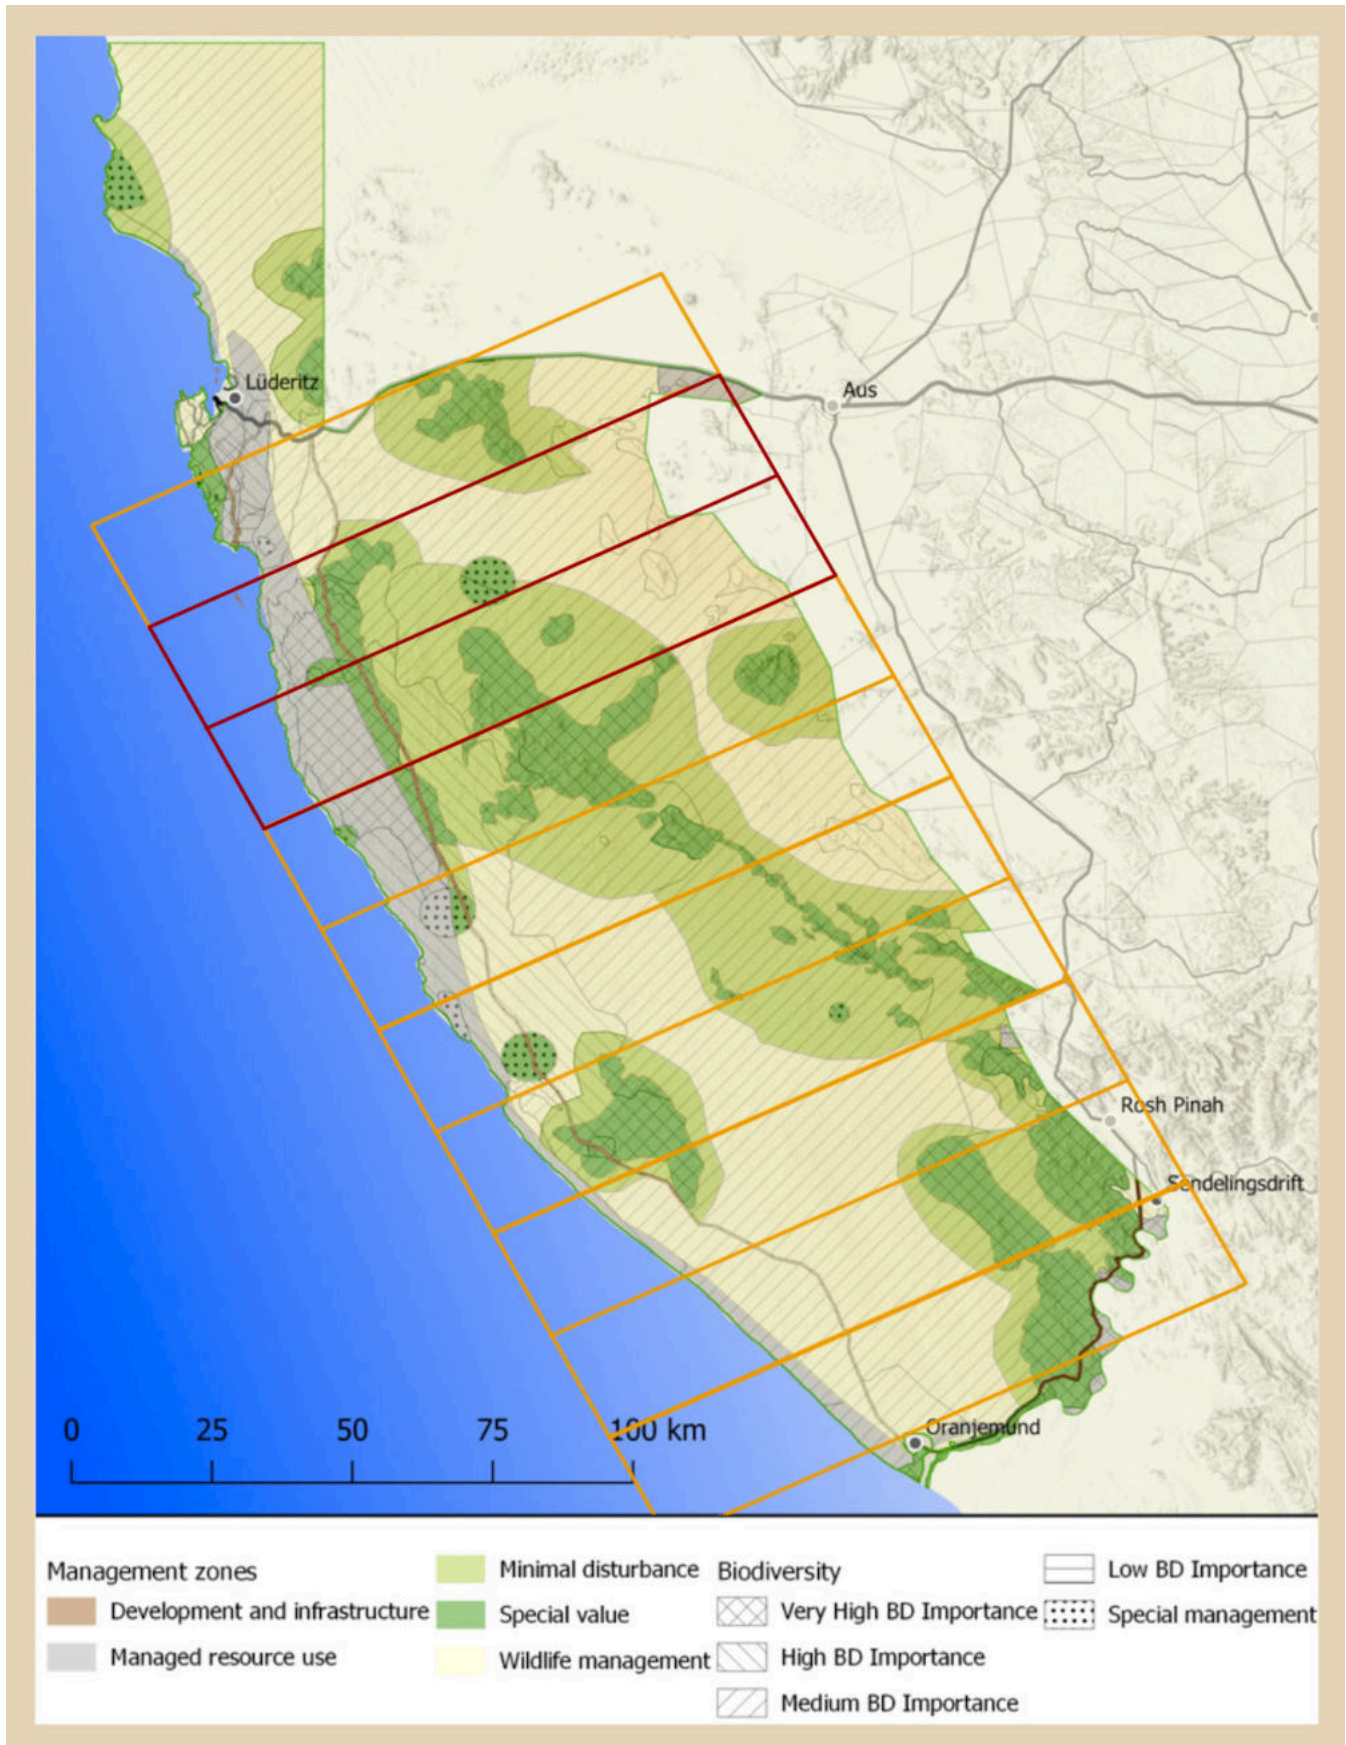 Lüderitz
Aus
Rosh Pinah
Sendelingsdrift
Oranjemund
0 25 50 75 100 km
Management zones
Development and infrastructure
Managed resource use
Minimal disturbance
Special value
Wildlife management
Biodiversity
Very High BD Importance
High BD Importance
Medium BD Importance
Low BD Importance
Special management